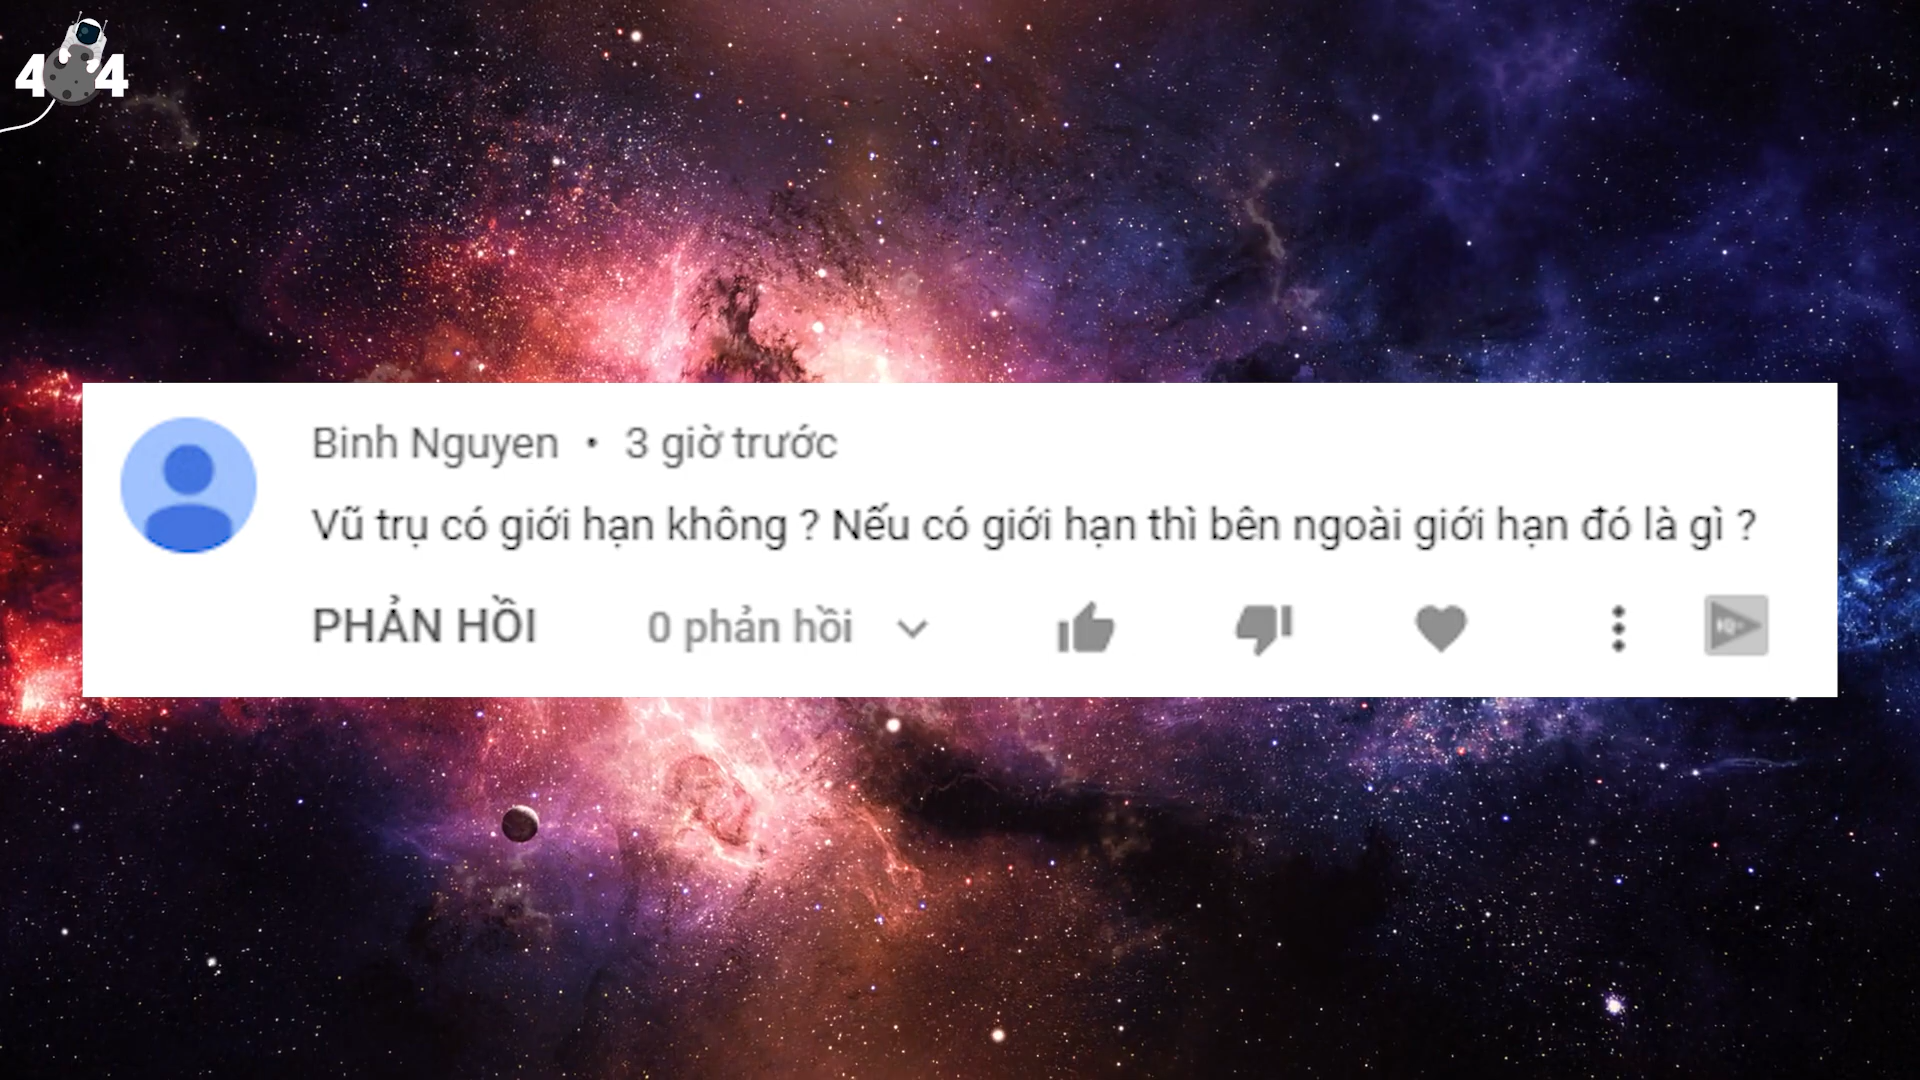 404
Binh Nguyen • 3 giờ trước
Vũ trụ có giới hạn không ? Nếu có giới hạn thì bên ngoài giới hạn đó là gì ?
PHẢN HỒI 0 phản hồi